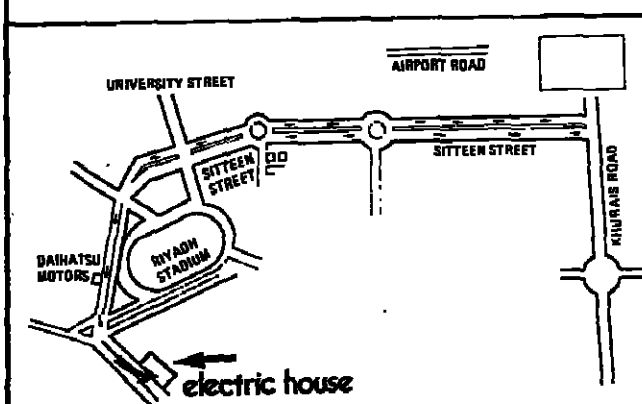 AIRPORT ROAD
UNIVERSITY STREET
SITTEEN
STREET
SITTEEN STREET
KHURAIS ROAD
DAIHATSU
MOTORS
RIYADH
STADIUM
electric house